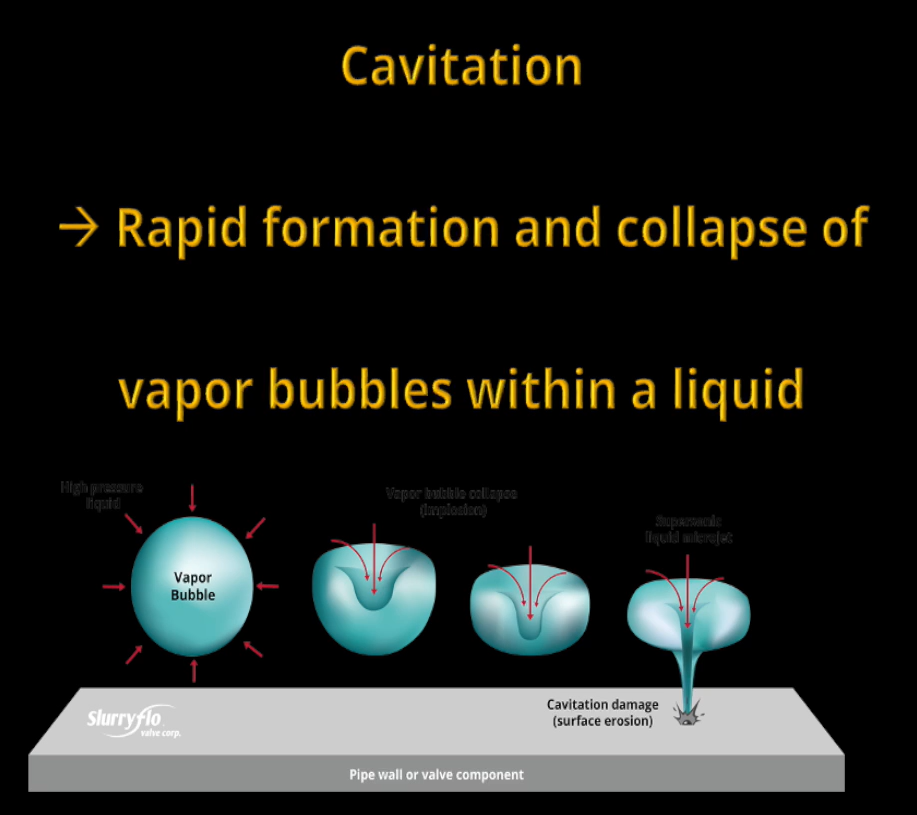 Cavitation
→ Rapid formation and collapse of
vapor bubbles within a liquid
High pressure
liquid
Vapor bubble collapse
(implosion)
Supersonic
liquid microjet
Vapor
Bubble
Cavitation damage
(surface erosion)
Slurryflo
valve corp.
Pipe wall or valve component